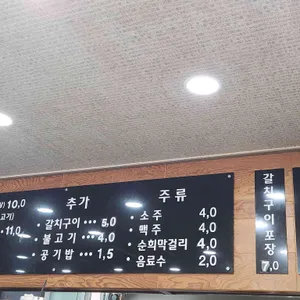 10.0
고기)
11.0
추가
갈치구이 ••• 5,0
불고기 ••• 4,0
공기밥 •• 1,5
주류
소주 4,0
맥주 4,0
순희막걸리 4,0
음료수 2,0
갈치구이포장
7,0